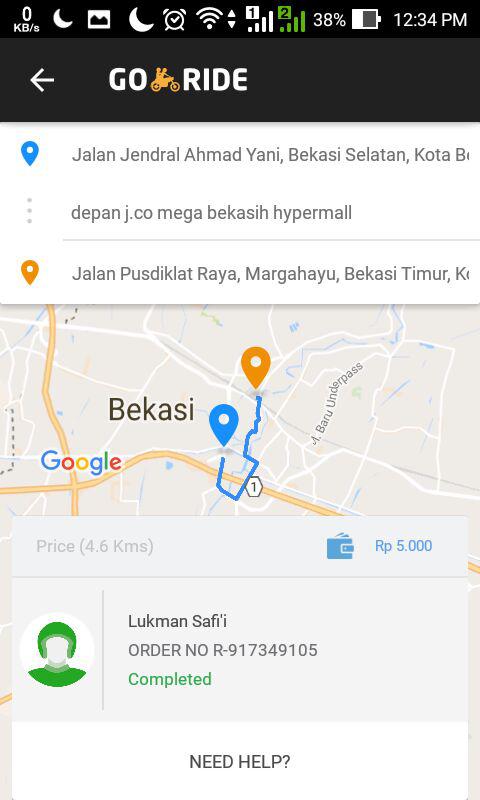 0
KB/s
1
2
38%
12:34 PM
GO RIDE
Jalan Jendral Ahmad Yani, Bekasi Selatan, Kota Be
depan j.co mega bekasih hypermall
Jalan Pusdiklat Raya, Margahayu, Bekasi Timur, Ko
Jl. Baru Underpass
Bekasi
Google
1
Price (4.6 Kms)
Rp 5.000
Lukman Safi'i
ORDER NO R-917349105
Completed
NEED HELP?